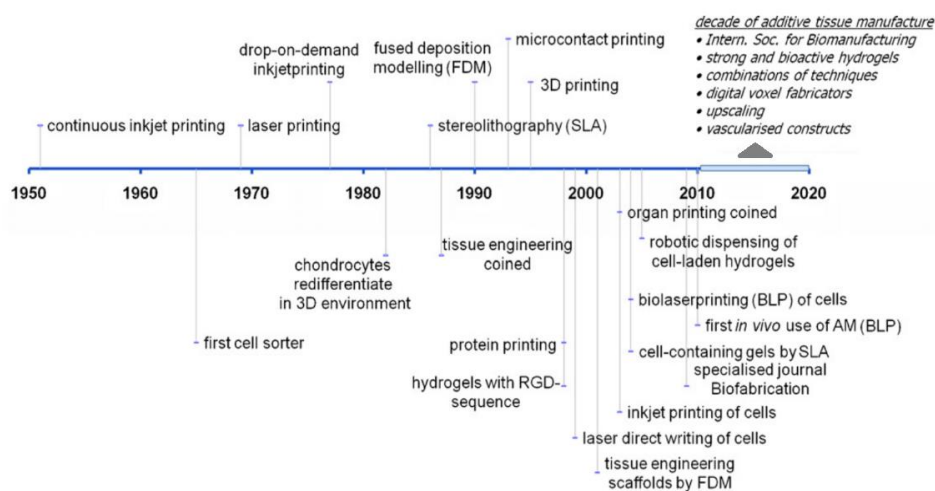 decade of additive tissue manufacture
• Intern. Soc. for Biomanufacturing
• strong and bioactive hydrogels
• combinations of techniques
• digital voxel fabricators
• upscaling
• vascularised constructs
drop-on-demand
inkjetprinting
fused deposition
modelling (FDM)
microcontact printing
3D printing
continuous inkjet printing
laser printing
stereolithography (SLA)
1950
1960
1970
1980
1990
2000
2010
2020
organ printing coined
robotic dispensing of
cell-laden hydrogels
tissue engineering
coined
chondrocytes
redifferentiate
in 3D environment
biolaserprinting (BLP) of cells
first in vivo use of AM (BLP)
first cell sorter
protein printing
cell-containing gels by SLA
specialised journal
Biofabrication
hydrogels with RGD-
sequence
inkjet printing of cells
laser direct writing of cells
tissue engineering
scaffolds by FDM